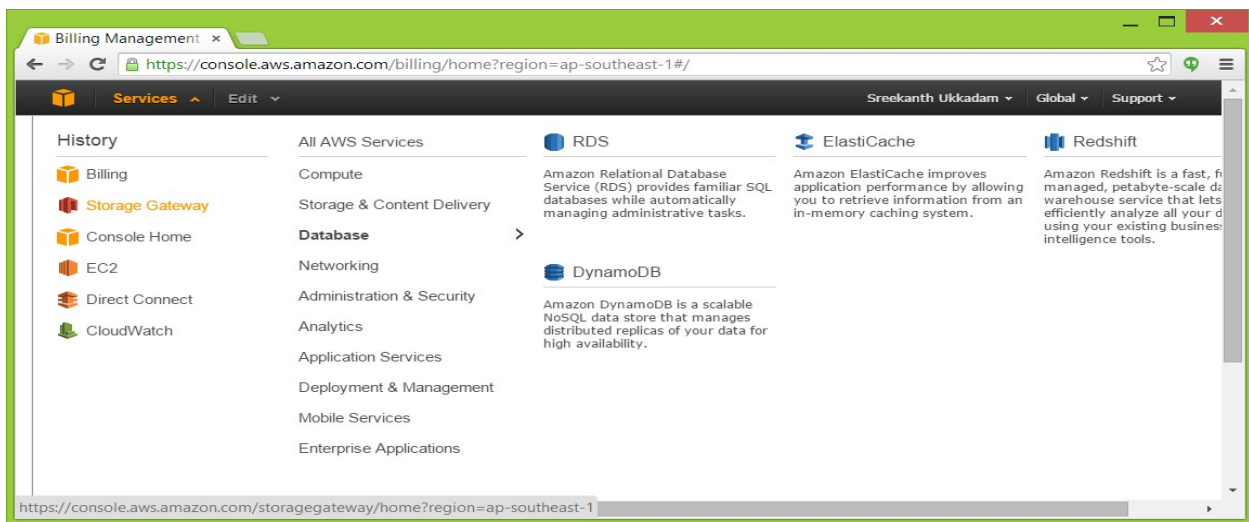 Billing Management ×
https://console.aws.amazon.com/billing/home?region=ap-southeast-1#/
Services Edit Sreekanth Ukkadam Global Support
History
Billing
Storage Gateway
Console Home
EC2
Direct Connect
CloudWatch
All AWS Services
Compute
Storage & Content Delivery
Database >
Networking
Administration & Security
Analytics
Application Services
Deployment & Management
Mobile Services
Enterprise Applications
RDS
Amazon Relational Database
Service (RDS) provides familiar SQL
databases while automatically
managing administrative tasks.
DynamoDB
Amazon DynamoDB is a scalable
NoSQL data store that manages
distributed replicas of your data for
high availability.
ElastiCache
Amazon ElastiCache improves
application performance by allowing
you to retrieve information from an
in-memory caching system.
Redshift
Amazon Redshift is a fast,
managed, petabyte-scale
warehouse service that lets
efficiently analyze all your
using your existing business
intelligence tools.
https://console.aws.amazon.com/storagegateway/home?region=ap-southeast-1